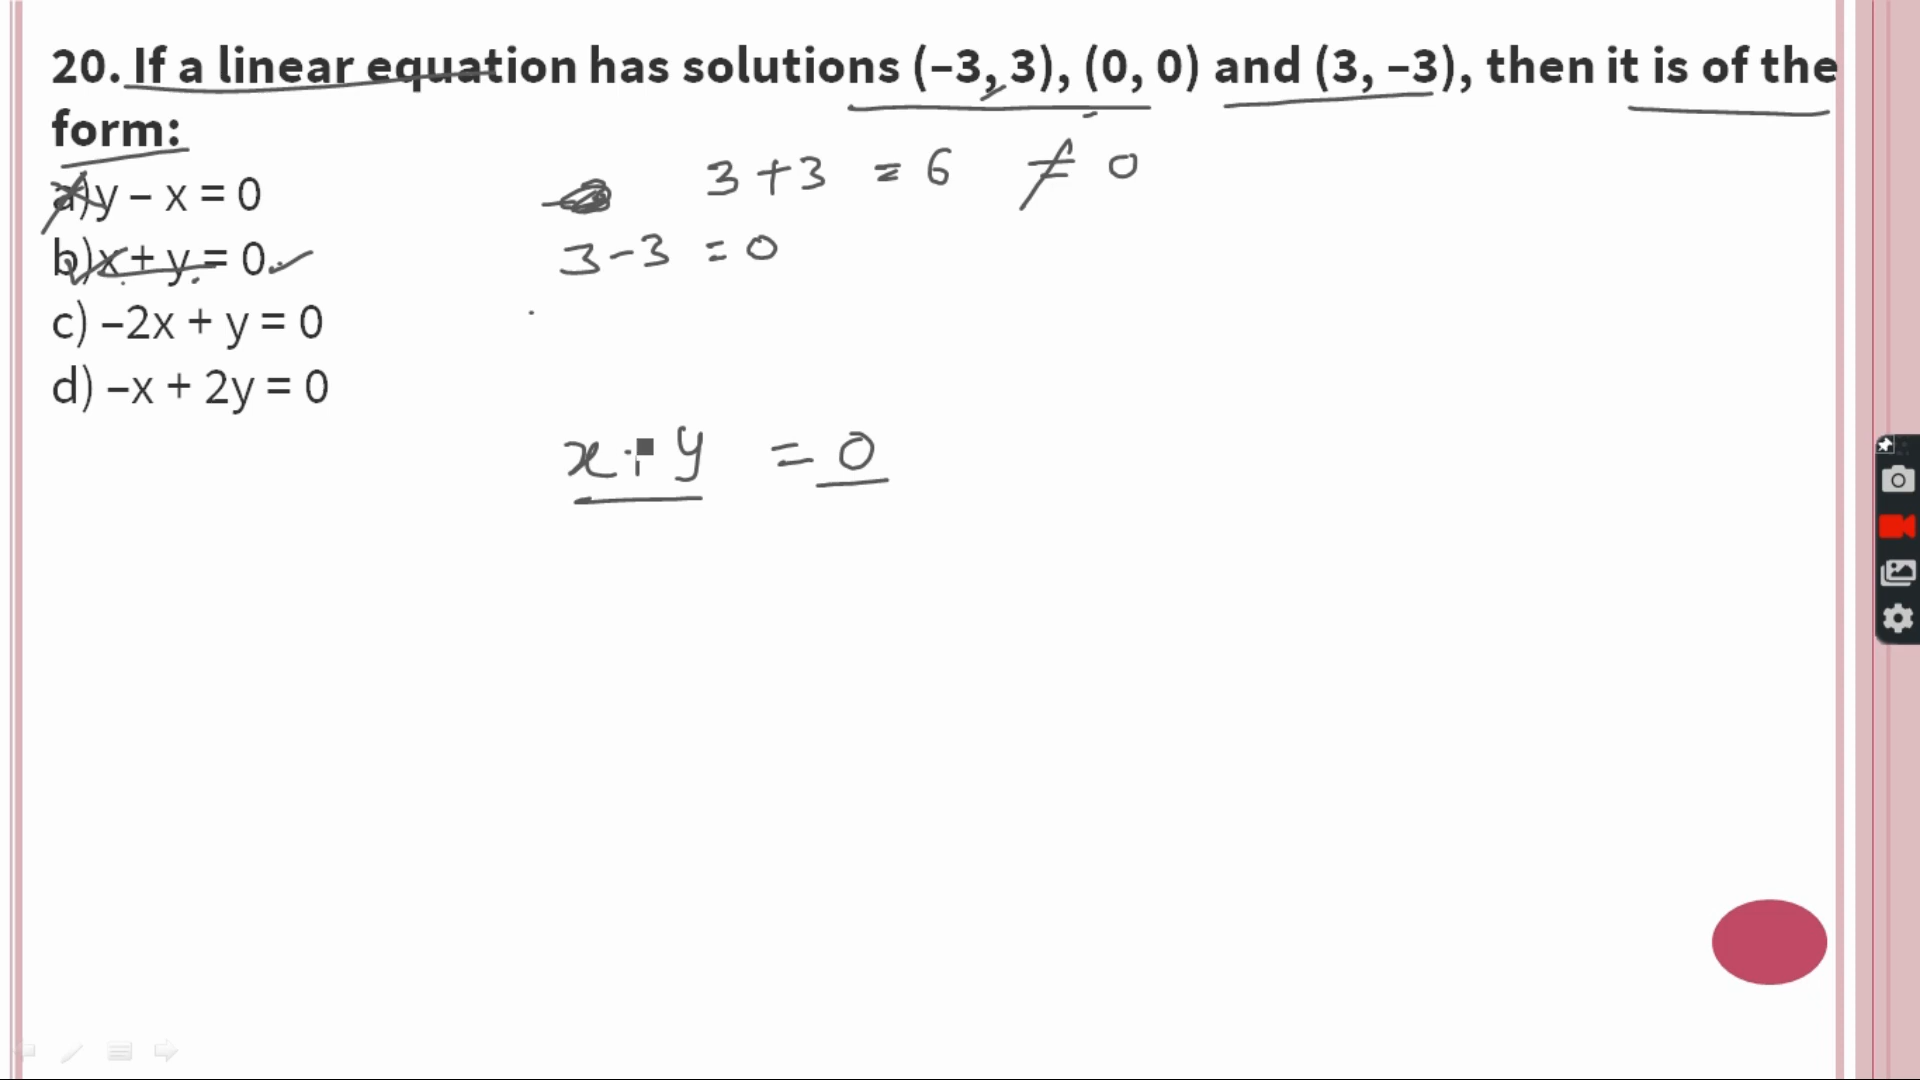 20. If a linear equation has solutions (–3, 3), (0, 0) and (3, –3), then it is of the
form:
a) y – x = 0
b) x + y = 0.
c) –2x + y = 0
d) –x + 2y = 0
3 + 3 = 6 ≠ 0
3 - 3 = 0
x + y = 0